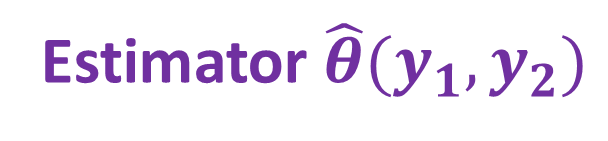 Estimator θ̂(y₁, y₂)